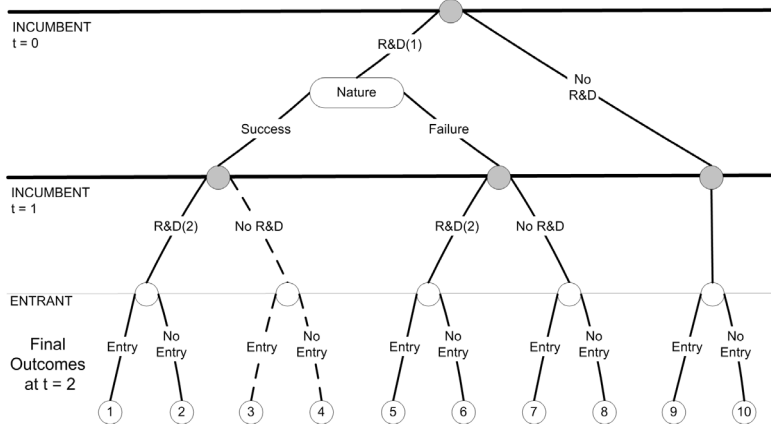 INCUMBENT
t = 0
R&D(1)
No
R&D
Nature
Success
Failure
INCUMBENT
t = 1
R&D(2)
No R&D
R&D(2)
No R&D
ENTRANT
Final
Outcomes
at t = 2
Entry
No
Entry
Entry
No
Entry
Entry
No
Entry
Entry
No
Entry
Entry
No
Entry
1
2
3
4
5
6
7
8
9
10